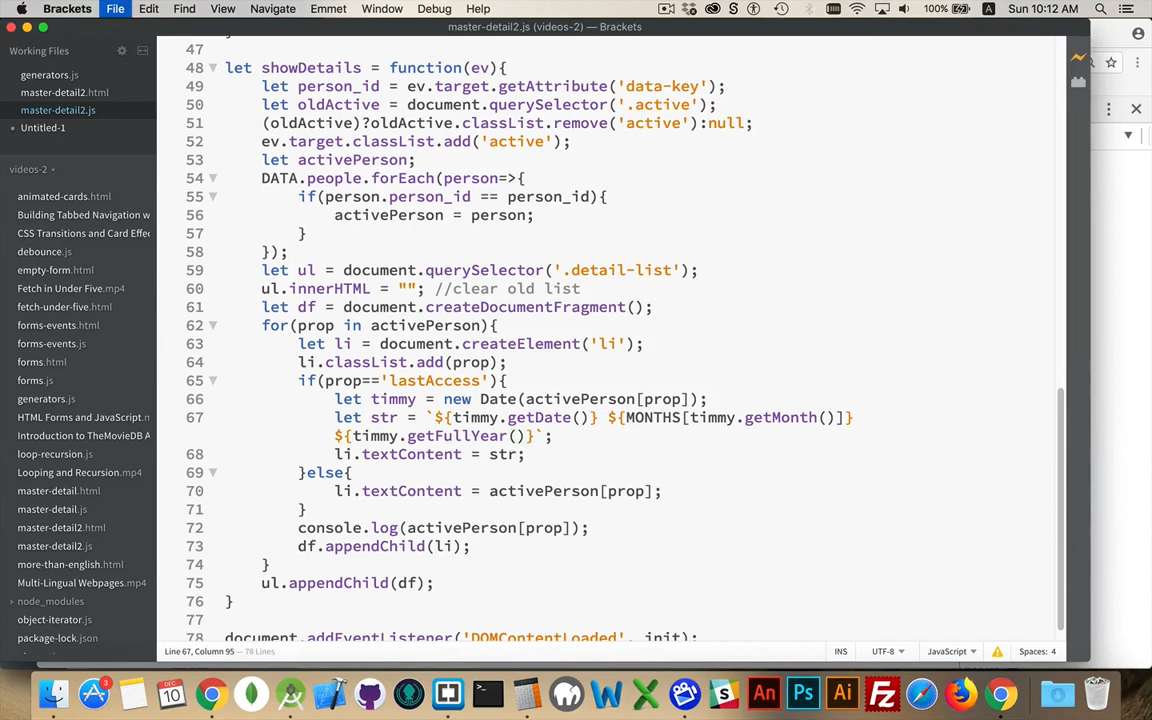 Brackets File Edit Find View Navigate Emmet Window Debug Help 100% Sun 10:12 AM
master-detail2.js (videos-2) — Brackets
Working Files
generators.js
master-detail2.html
master-detail2.js
Untitled-1
videos-2
animated-cards.html
Building Tabbed Navigation w
CSS Transitions and Card Effec
debounce.js
empty-form.html
Fetch in Under Five.mp4
fetch-under-five.html
forms-events.html
forms-events.js
forms.html
forms.js
generators.js
HTML Forms and JavaScript.m
Introduction to TheMovieDB A
loop-recursion.js
Looping and Recursion.mp4
master-detail.html
master-detail.js
master-detail2.html
master-detail2.js
more-than-english.html
Multi-Lingual Webpages.mp4
node_modules
object-iterator.js
package-lock.json
47
48 let showDetails = function(ev){
49 let person_id = ev.target.getAttribute('data-key');
50 let oldActive = document.querySelector('.active');
51 (oldActive)?oldActive.classList.remove('active'):null;
52 ev.target.classList.add('active');
53 let activePerson;
54 DATA.people.forEach(person=>{
55 if(person.person_id == person_id){
56 activePerson = person;
57 }
58 });
59 let ul = document.querySelector('.detail-list');
60 ul.innerHTML = ""; //clear old list
61 let df = document.createDocumentFragment();
62 for(prop in activePerson){
63 let li = document.createElement('li');
64 li.classList.add(prop);
65 if(prop=='lastAccess'){
66 let timmy = new Date(activePerson[prop]);
67 let str = `${timmy.getDate()} ${MONTHS[timmy.getMonth()]}
${timmy.getFullYear()}`;
68 li.textContent = str;
69 }else{
70 li.textContent = activePerson[prop];
71 }
72 console.log(activePerson[prop]);
73 df.appendChild(li);
74 }
75 ul.appendChild(df);
76 }
77
78 document.addEventListener('DOMContentLoaded', init);
Line 67, Column 95 — 78 Lines INS UTF-8 JavaScript Spaces: 4
3
DEC
10
An Ps Ai Fz